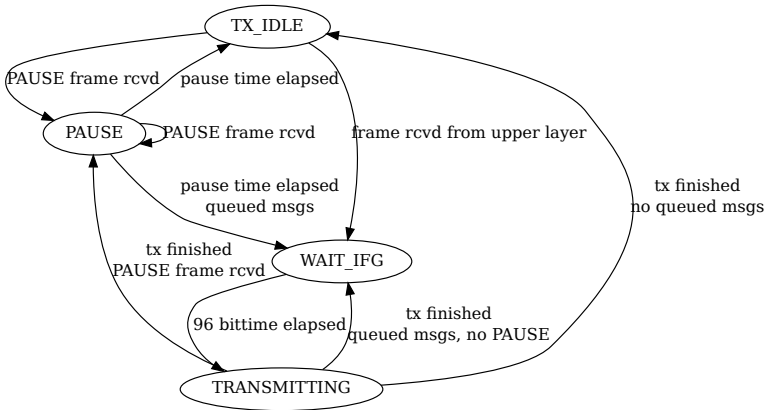 TX_IDLE
PAUSE frame rcvd
pause time elapsed
PAUSE
PAUSE frame rcvd
frame rcvd from upper layer
pause time elapsed
queued msgs
tx finished
no queued msgs
tx finished
PAUSE frame rcvd
WAIT_IFG
96 bittime elapsed
tx finished
queued msgs, no PAUSE
TRANSMITTING